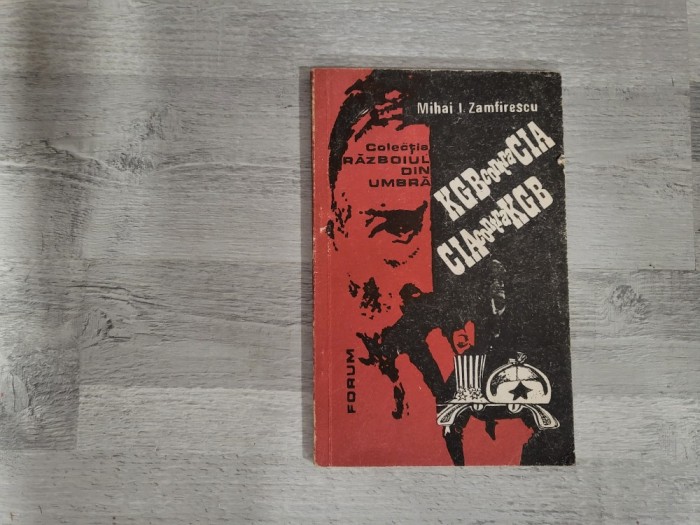 Mihai I. Zamfirescu
Colecția
RĂZBOIUL
DIN
UMBRĂ
KGB contra CIA
CIA contra KGB
FORUM